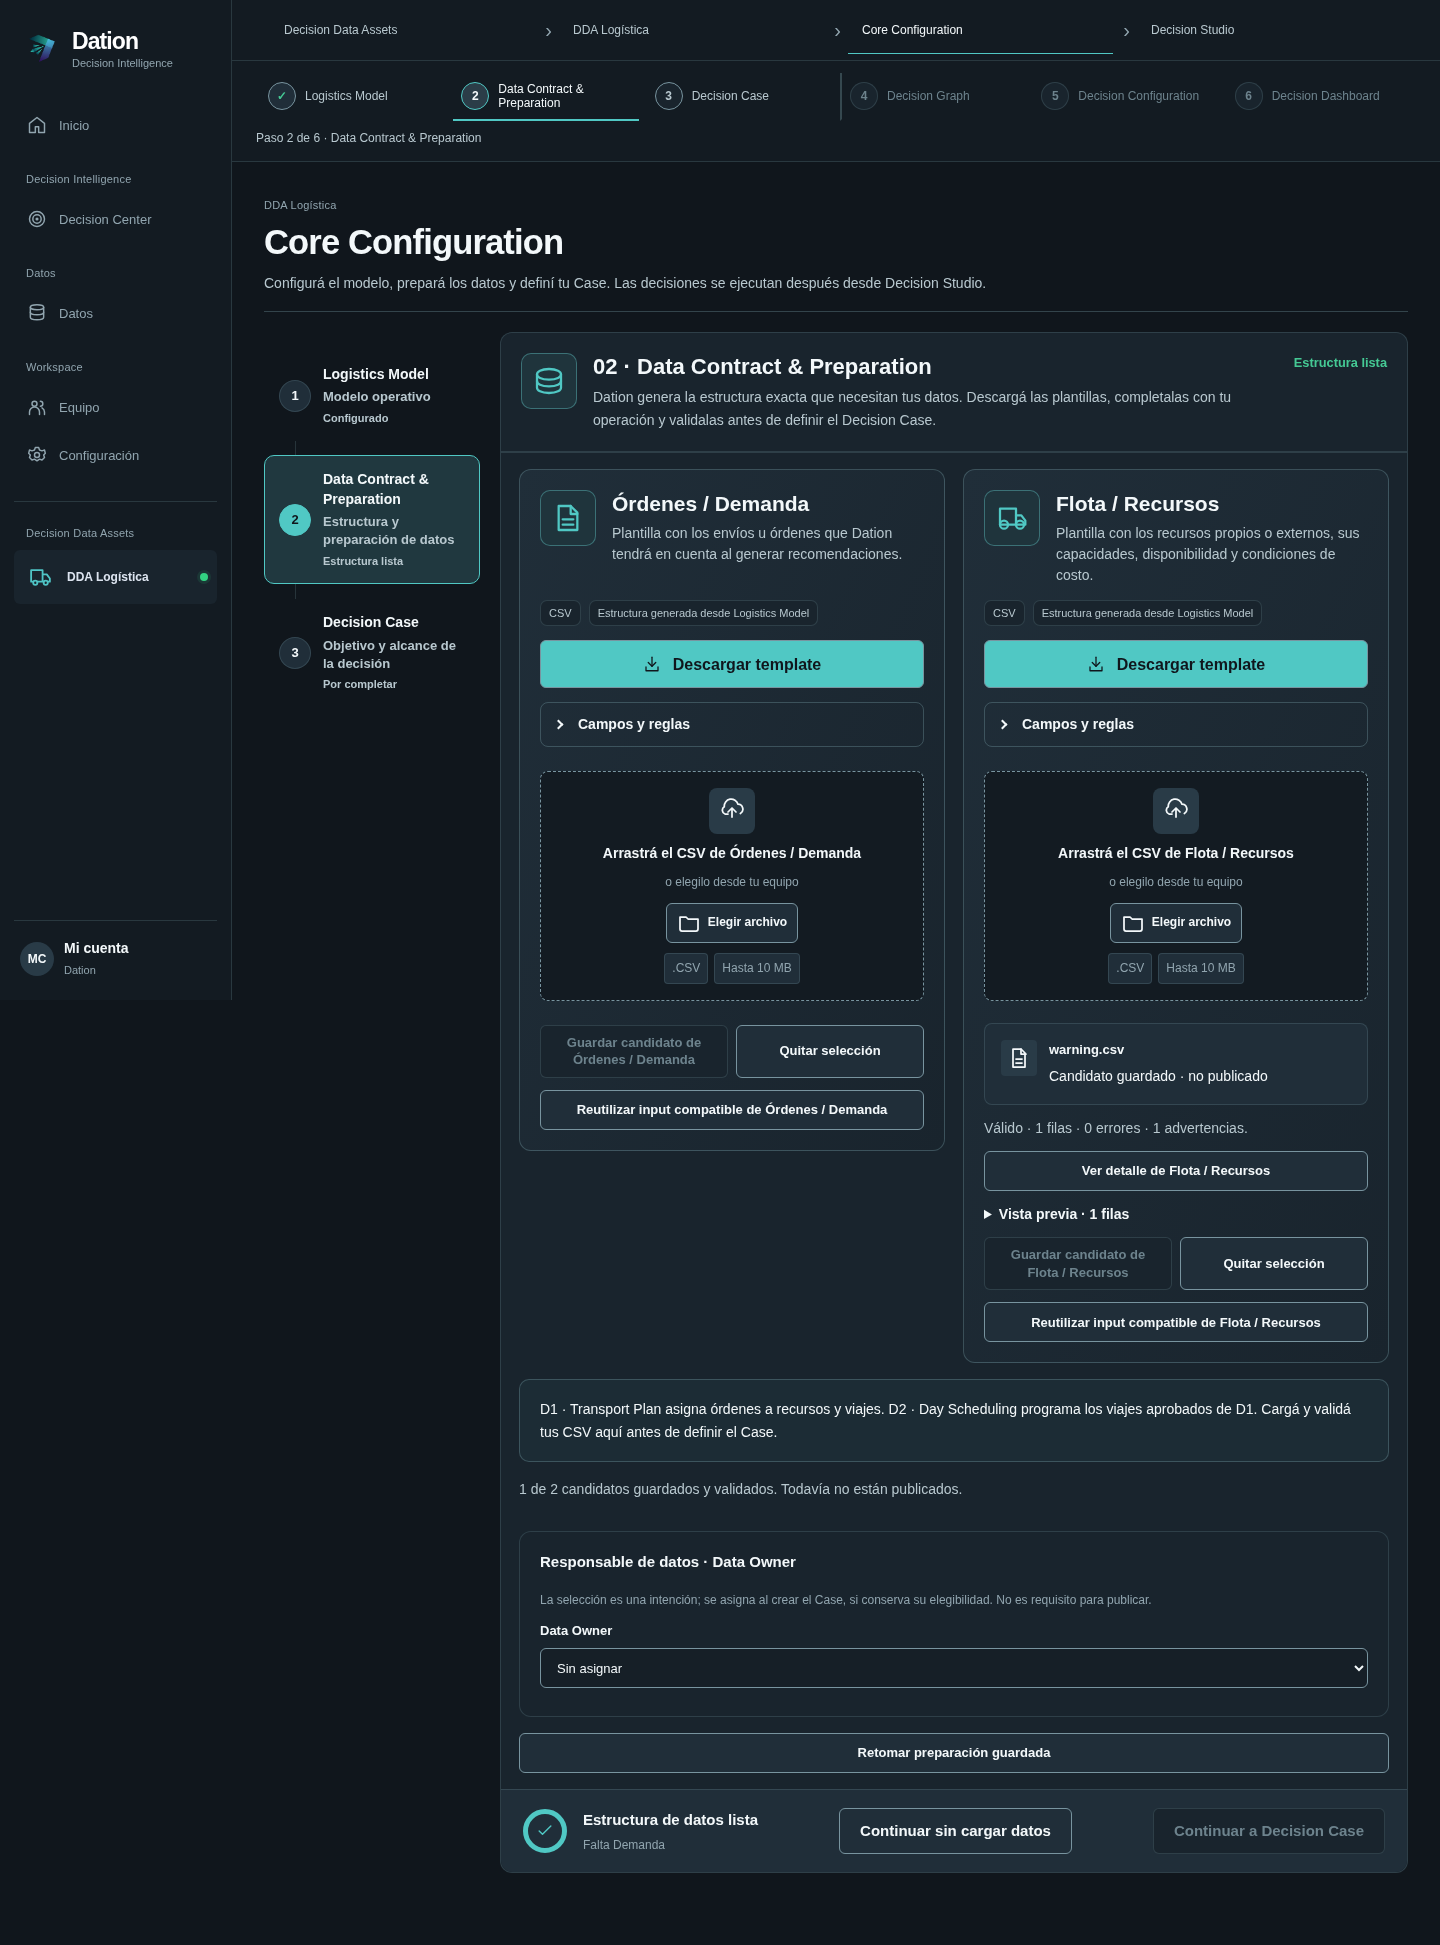 Dation
Decision Intelligence
Inicio
Decision Intelligence
Decision Center
Datos
Datos
Workspace
Equipo
Configuración
Decision Data Assets
DDA Logística
MC
Mi cuenta
Dation
Decision Data Assets
›
DDA Logística
›
Core Configuration
›
Decision Studio
✓
Logistics Model
2
Data Contract &
Preparation
3
Decision Case
4
Decision Graph
5
Decision Configuration
6
Decision Dashboard
Paso 2 de 6 · Data Contract & Preparation
DDA Logística
Core Configuration
Configurá el modelo, prepará los datos y definí tu Case. Las decisiones se ejecutan después desde Decision Studio.
1
Logistics Model
Modelo operativo
Configurado
2
Data Contract &
Preparation
Estructura y
preparación de datos
Estructura lista
3
Decision Case
Objetivo y alcance de
la decisión
Por completar
02 · Data Contract & Preparation
Dation genera la estructura exacta que necesitan tus datos. Descargá las plantillas, completalas con tu
operación y validalas antes de definir el Decision Case.
Estructura lista
Órdenes / Demanda
Plantilla con los envíos u órdenes que Dation
tendrá en cuenta al generar recomendaciones.
CSV
Estructura generada desde Logistics Model
Descargar template
Campos y reglas
Arrastrá el CSV de Órdenes / Demanda
o elegilo desde tu equipo
Elegir archivo
.CSV
Hasta 10 MB
Guardar candidato de
Órdenes / Demanda
Quitar selección
Reutilizar input compatible de Órdenes / Demanda
Flota / Recursos
Plantilla con los recursos propios o externos, sus
capacidades, disponibilidad y condiciones de
costo.
CSV
Estructura generada desde Logistics Model
Descargar template
Campos y reglas
Arrastrá el CSV de Flota / Recursos
o elegilo desde tu equipo
Elegir archivo
.CSV
Hasta 10 MB
warning.csv
Candidato guardado · no publicado
Válido · 1 filas · 0 errores · 1 advertencias.
Ver detalle de Flota / Recursos
Vista previa · 1 filas
Guardar candidato de
Flota / Recursos
Quitar selección
Reutilizar input compatible de Flota / Recursos
D1 · Transport Plan asigna órdenes a recursos y viajes. D2 · Day Scheduling programa los viajes aprobados de D1. Cargá y validá
tus CSV aquí antes de definir el Case.
1 de 2 candidatos guardados y validados. Todavía no están publicados.
Responsable de datos · Data Owner
La selección es una intención; se asigna al crear el Case, si conserva su elegibilidad. No es requisito para publicar.
Data Owner
Sin asignar
Retomar preparación guardada
Estructura de datos lista
Falta Demanda
Continuar sin cargar datos
Continuar a Decision Case